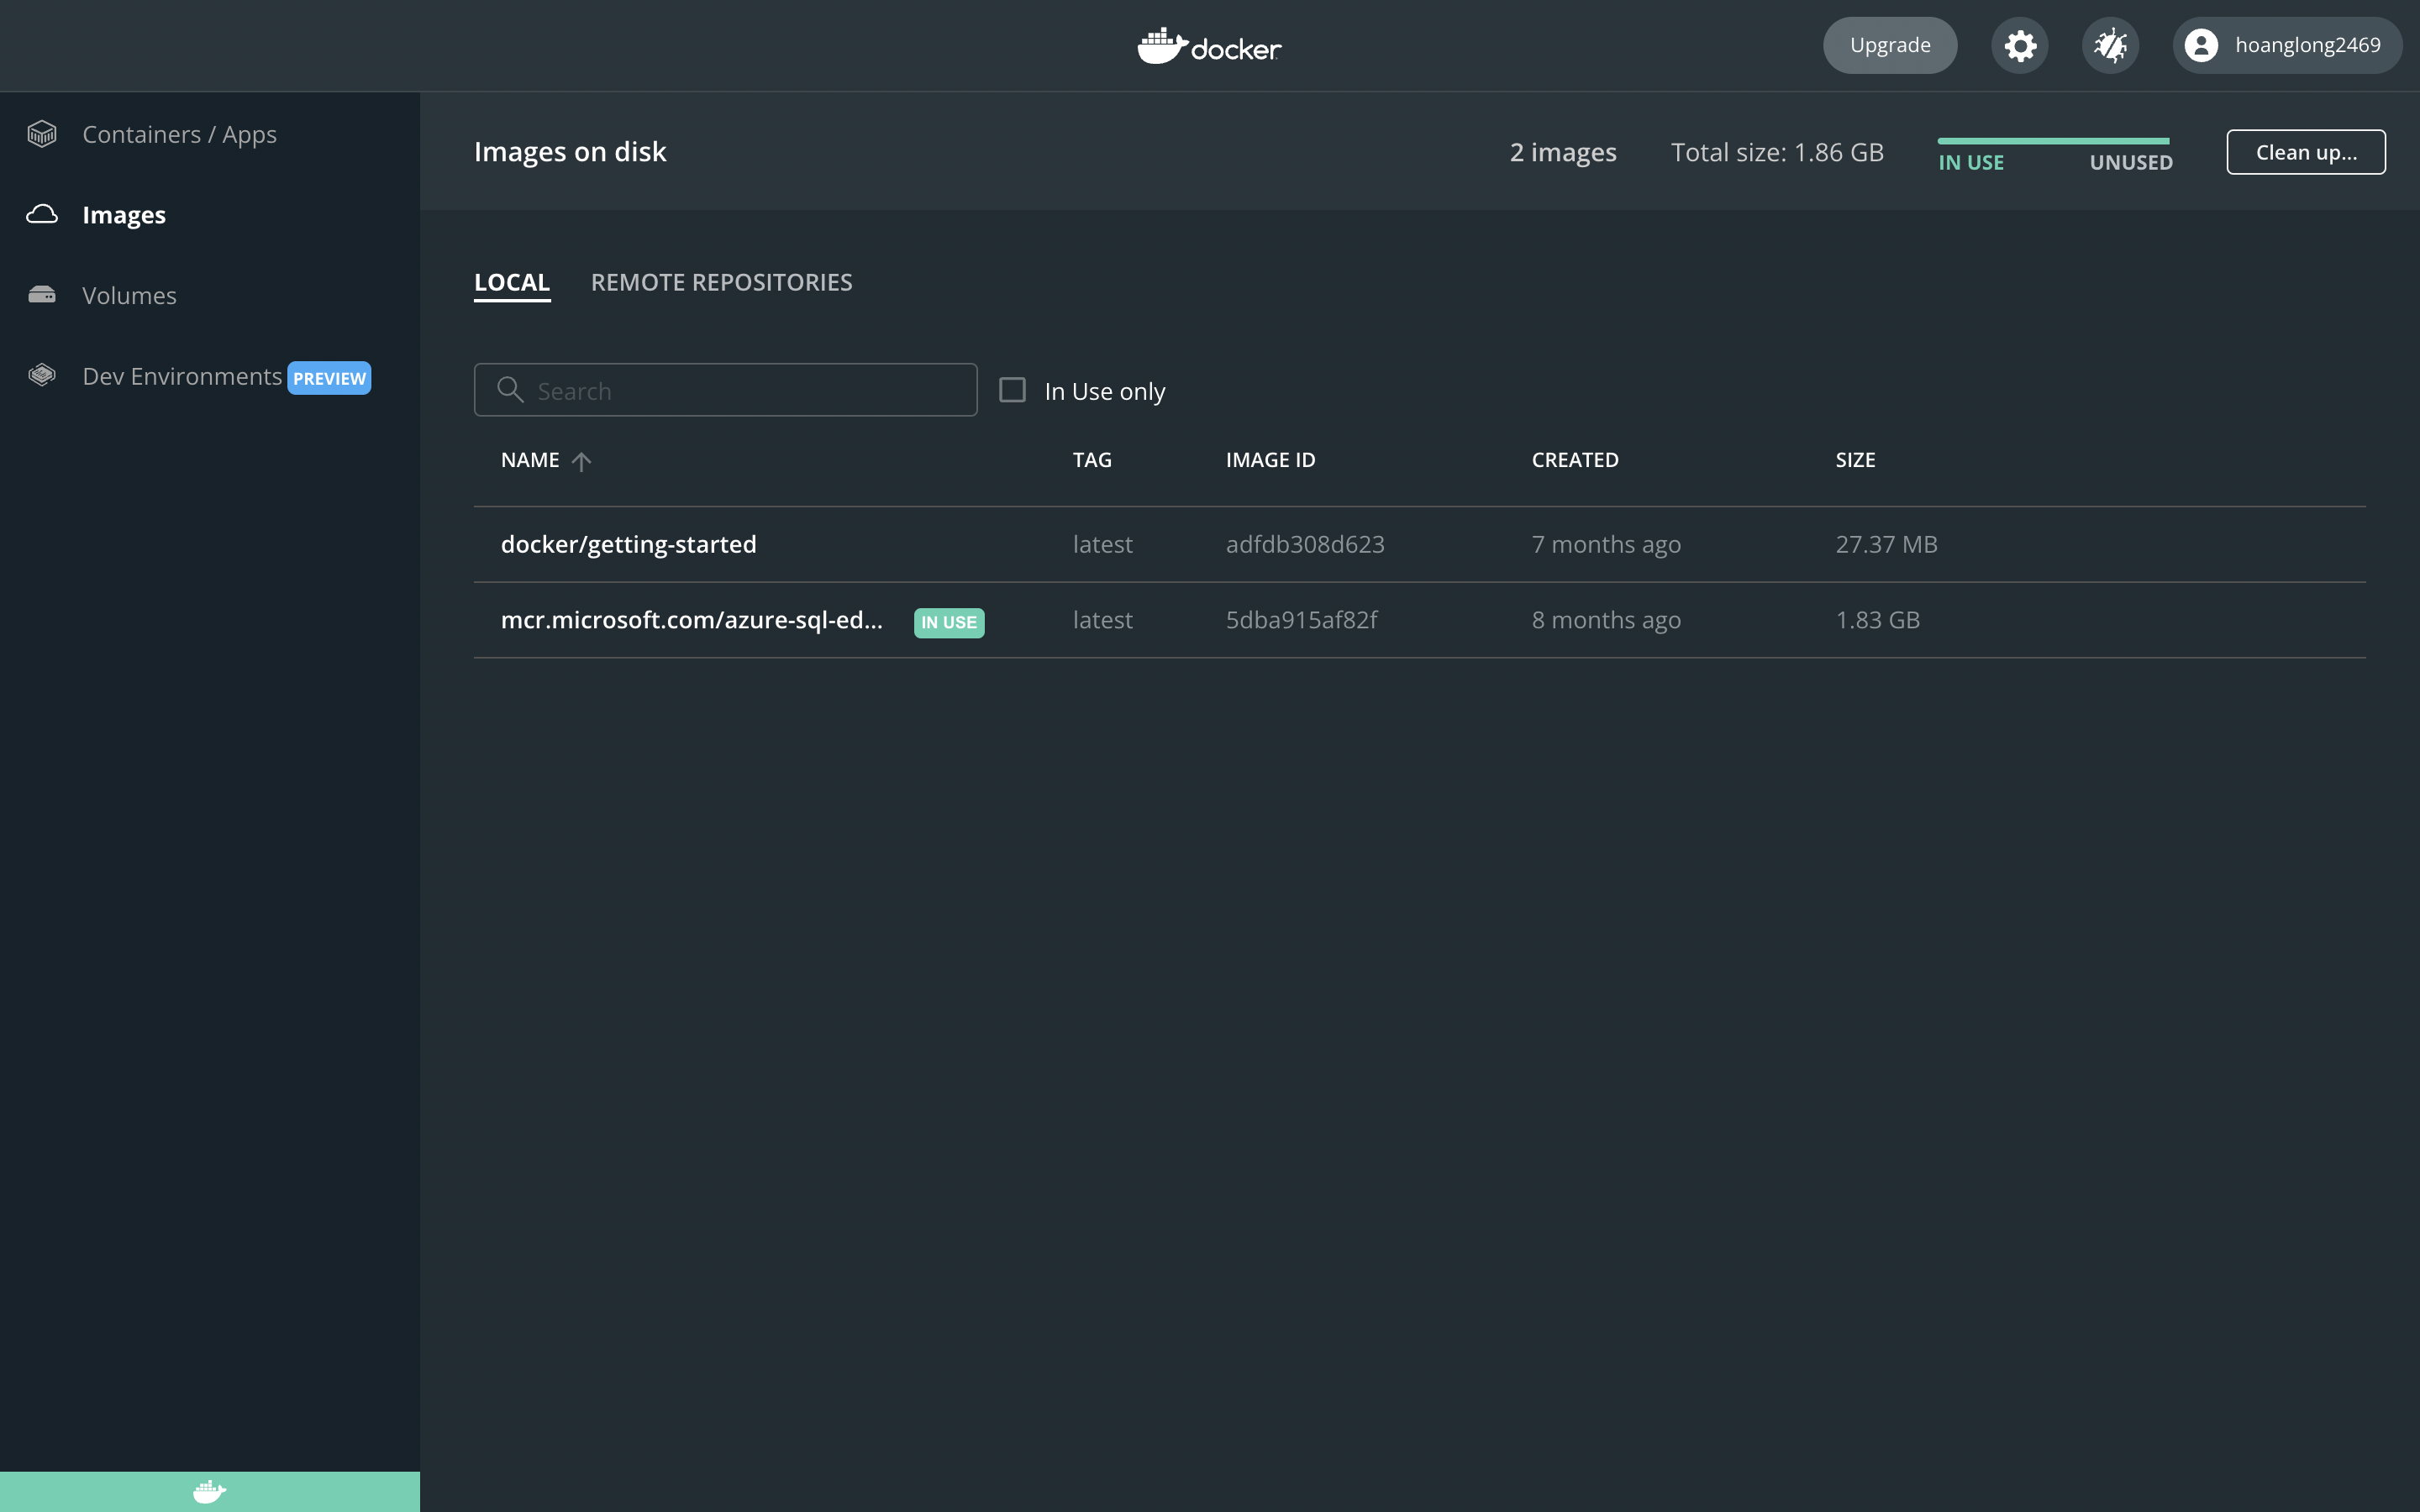 docker
Upgrade
hoanglong2469
Containers / Apps
Images
Volumes
Dev Environments PREVIEW
Images on disk
2 images
Total size: 1.86 GB
IN USE UNUSED
Clean up...
LOCAL REMOTE REPOSITORIES
Search
In Use only
NAME TAG IMAGE ID CREATED SIZE
docker/getting-started latest adfdb308d623 7 months ago 27.37 MB
mcr.microsoft.com/azure-sql-ed... IN USE latest 5dba915af82f 8 months ago 1.83 GB